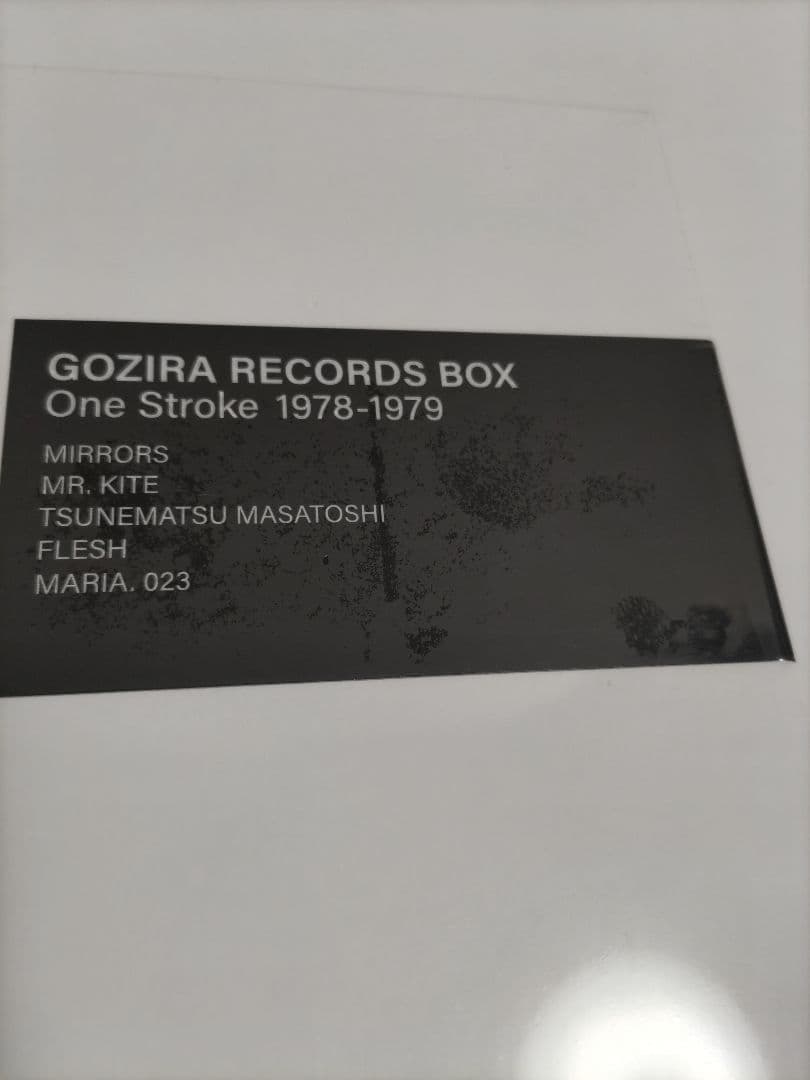 GOZIRA RECORDS BOX
One Stroke 1978-1979
MIRRORS
MR. KITE
TSUNEMATSU MASATOSHI
FLESH
MARIA. 023